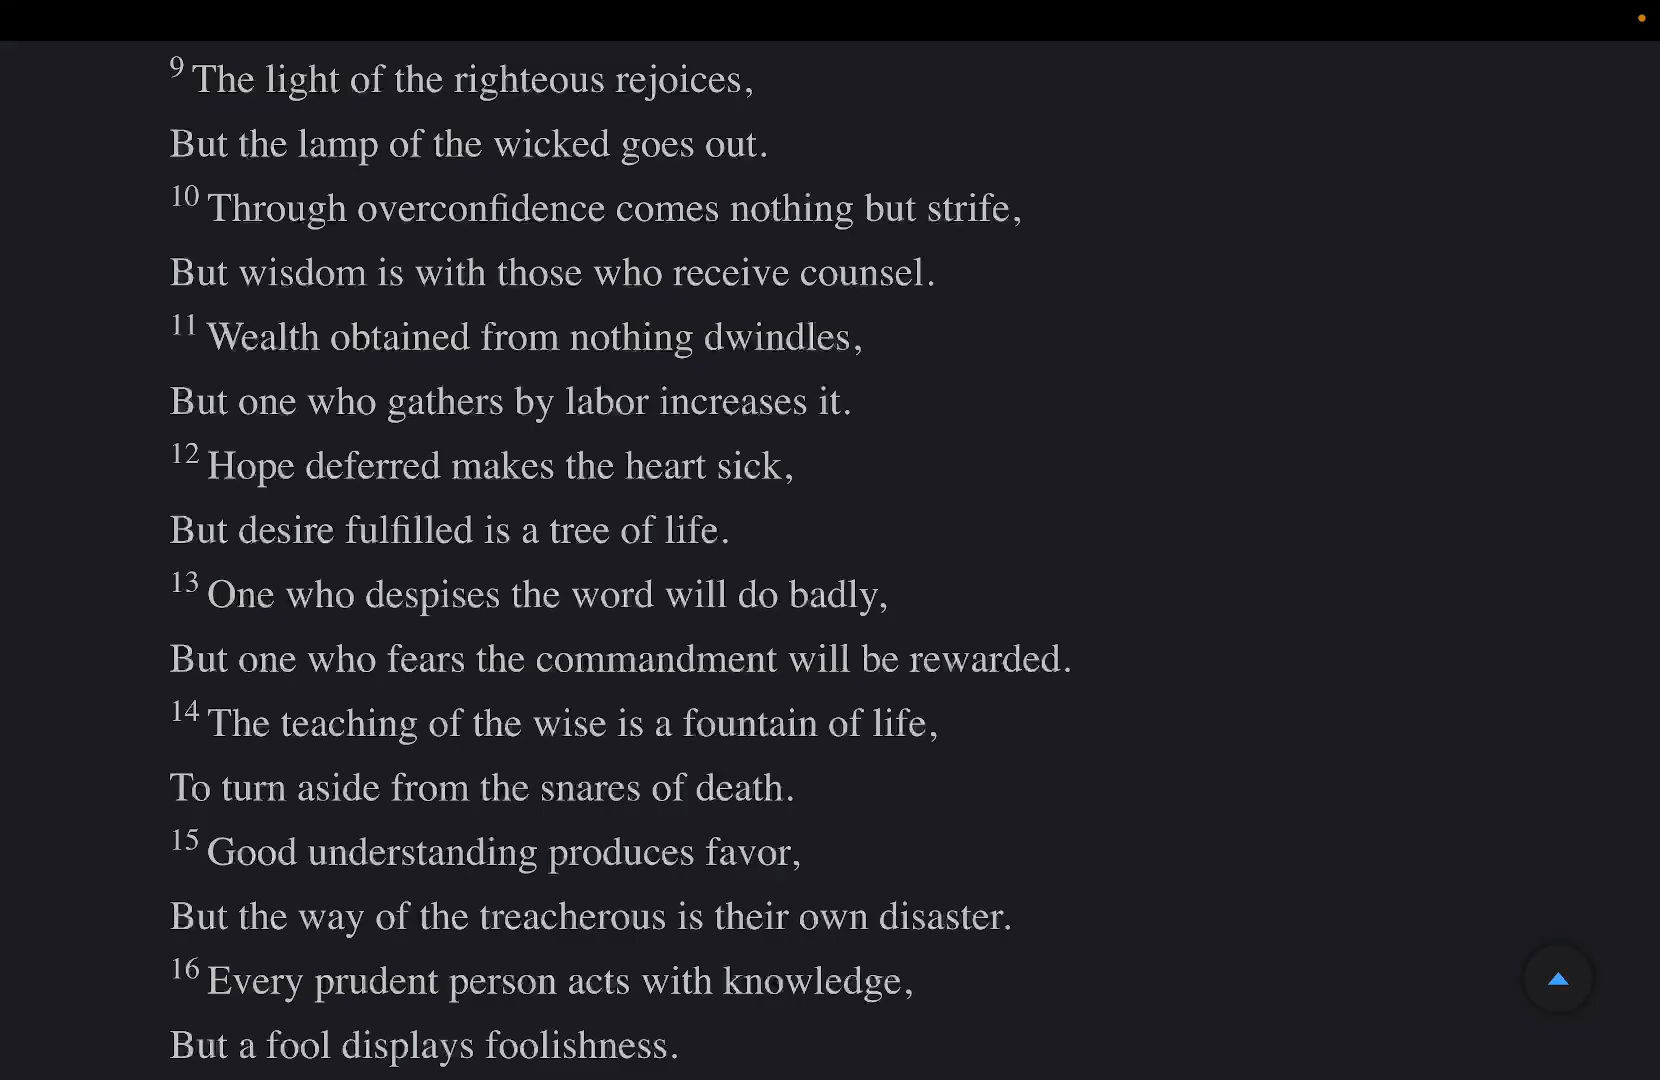 9 The light of the righteous rejoices,
But the lamp of the wicked goes out.
10 Through overconfidence comes nothing but strife,
But wisdom is with those who receive counsel.
11 Wealth obtained from nothing dwindles,
But one who gathers by labor increases it.
12 Hope deferred makes the heart sick,
But desire fulfilled is a tree of life.
13 One who despises the word will do badly,
But one who fears the commandment will be rewarded.
14 The teaching of the wise is a fountain of life,
To turn aside from the snares of death.
15 Good understanding produces favor,
But the way of the treacherous is their own disaster.
16 Every prudent person acts with knowledge,
But a fool displays foolishness.